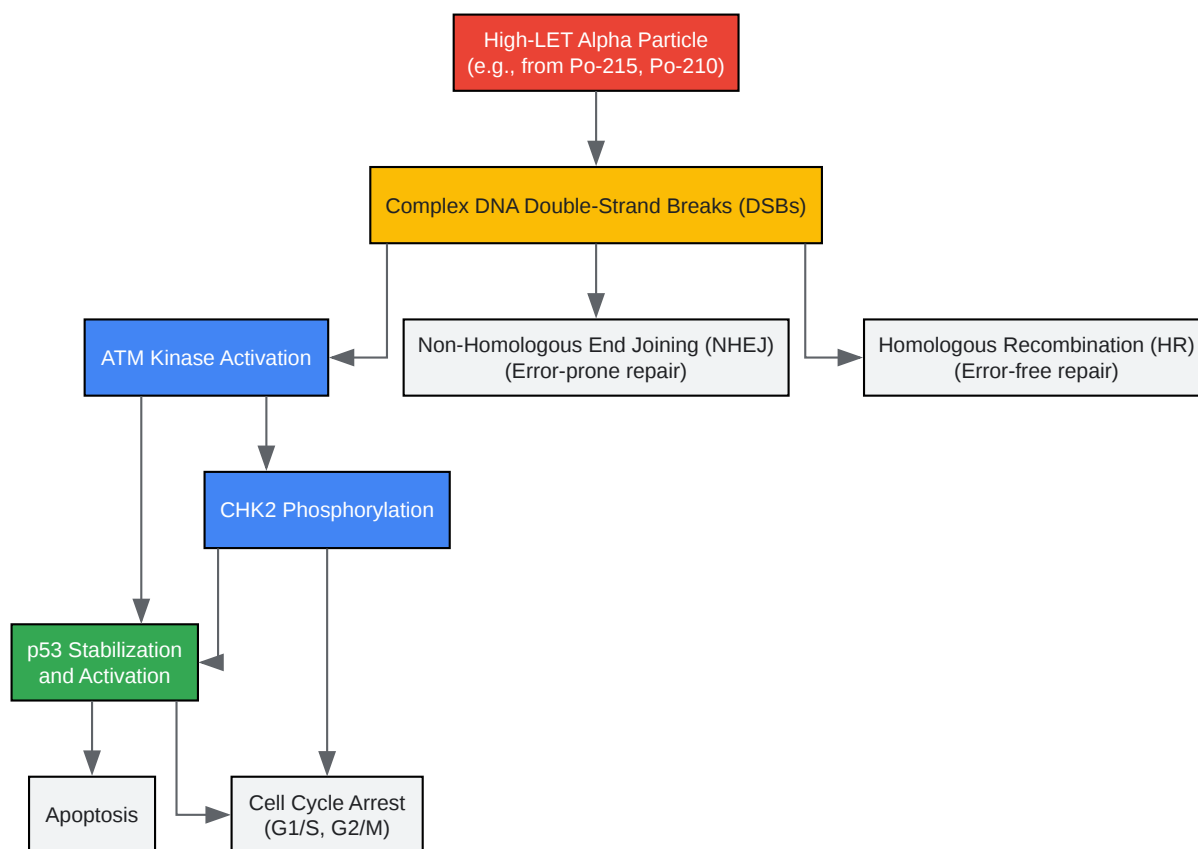 High-LET Alpha Particle
(e.g., from Po-215, Po-210)
Complex DNA Double-Strand Breaks (DSBs)
ATM Kinase Activation
Non-Homologous End Joining (NHEJ)
(Error-prone repair)
Homologous Recombination (HR)
(Error-free repair)
CHK2 Phosphorylation
p53 Stabilization
and Activation
Apoptosis
Cell Cycle Arrest
(G1/S, G2/M)